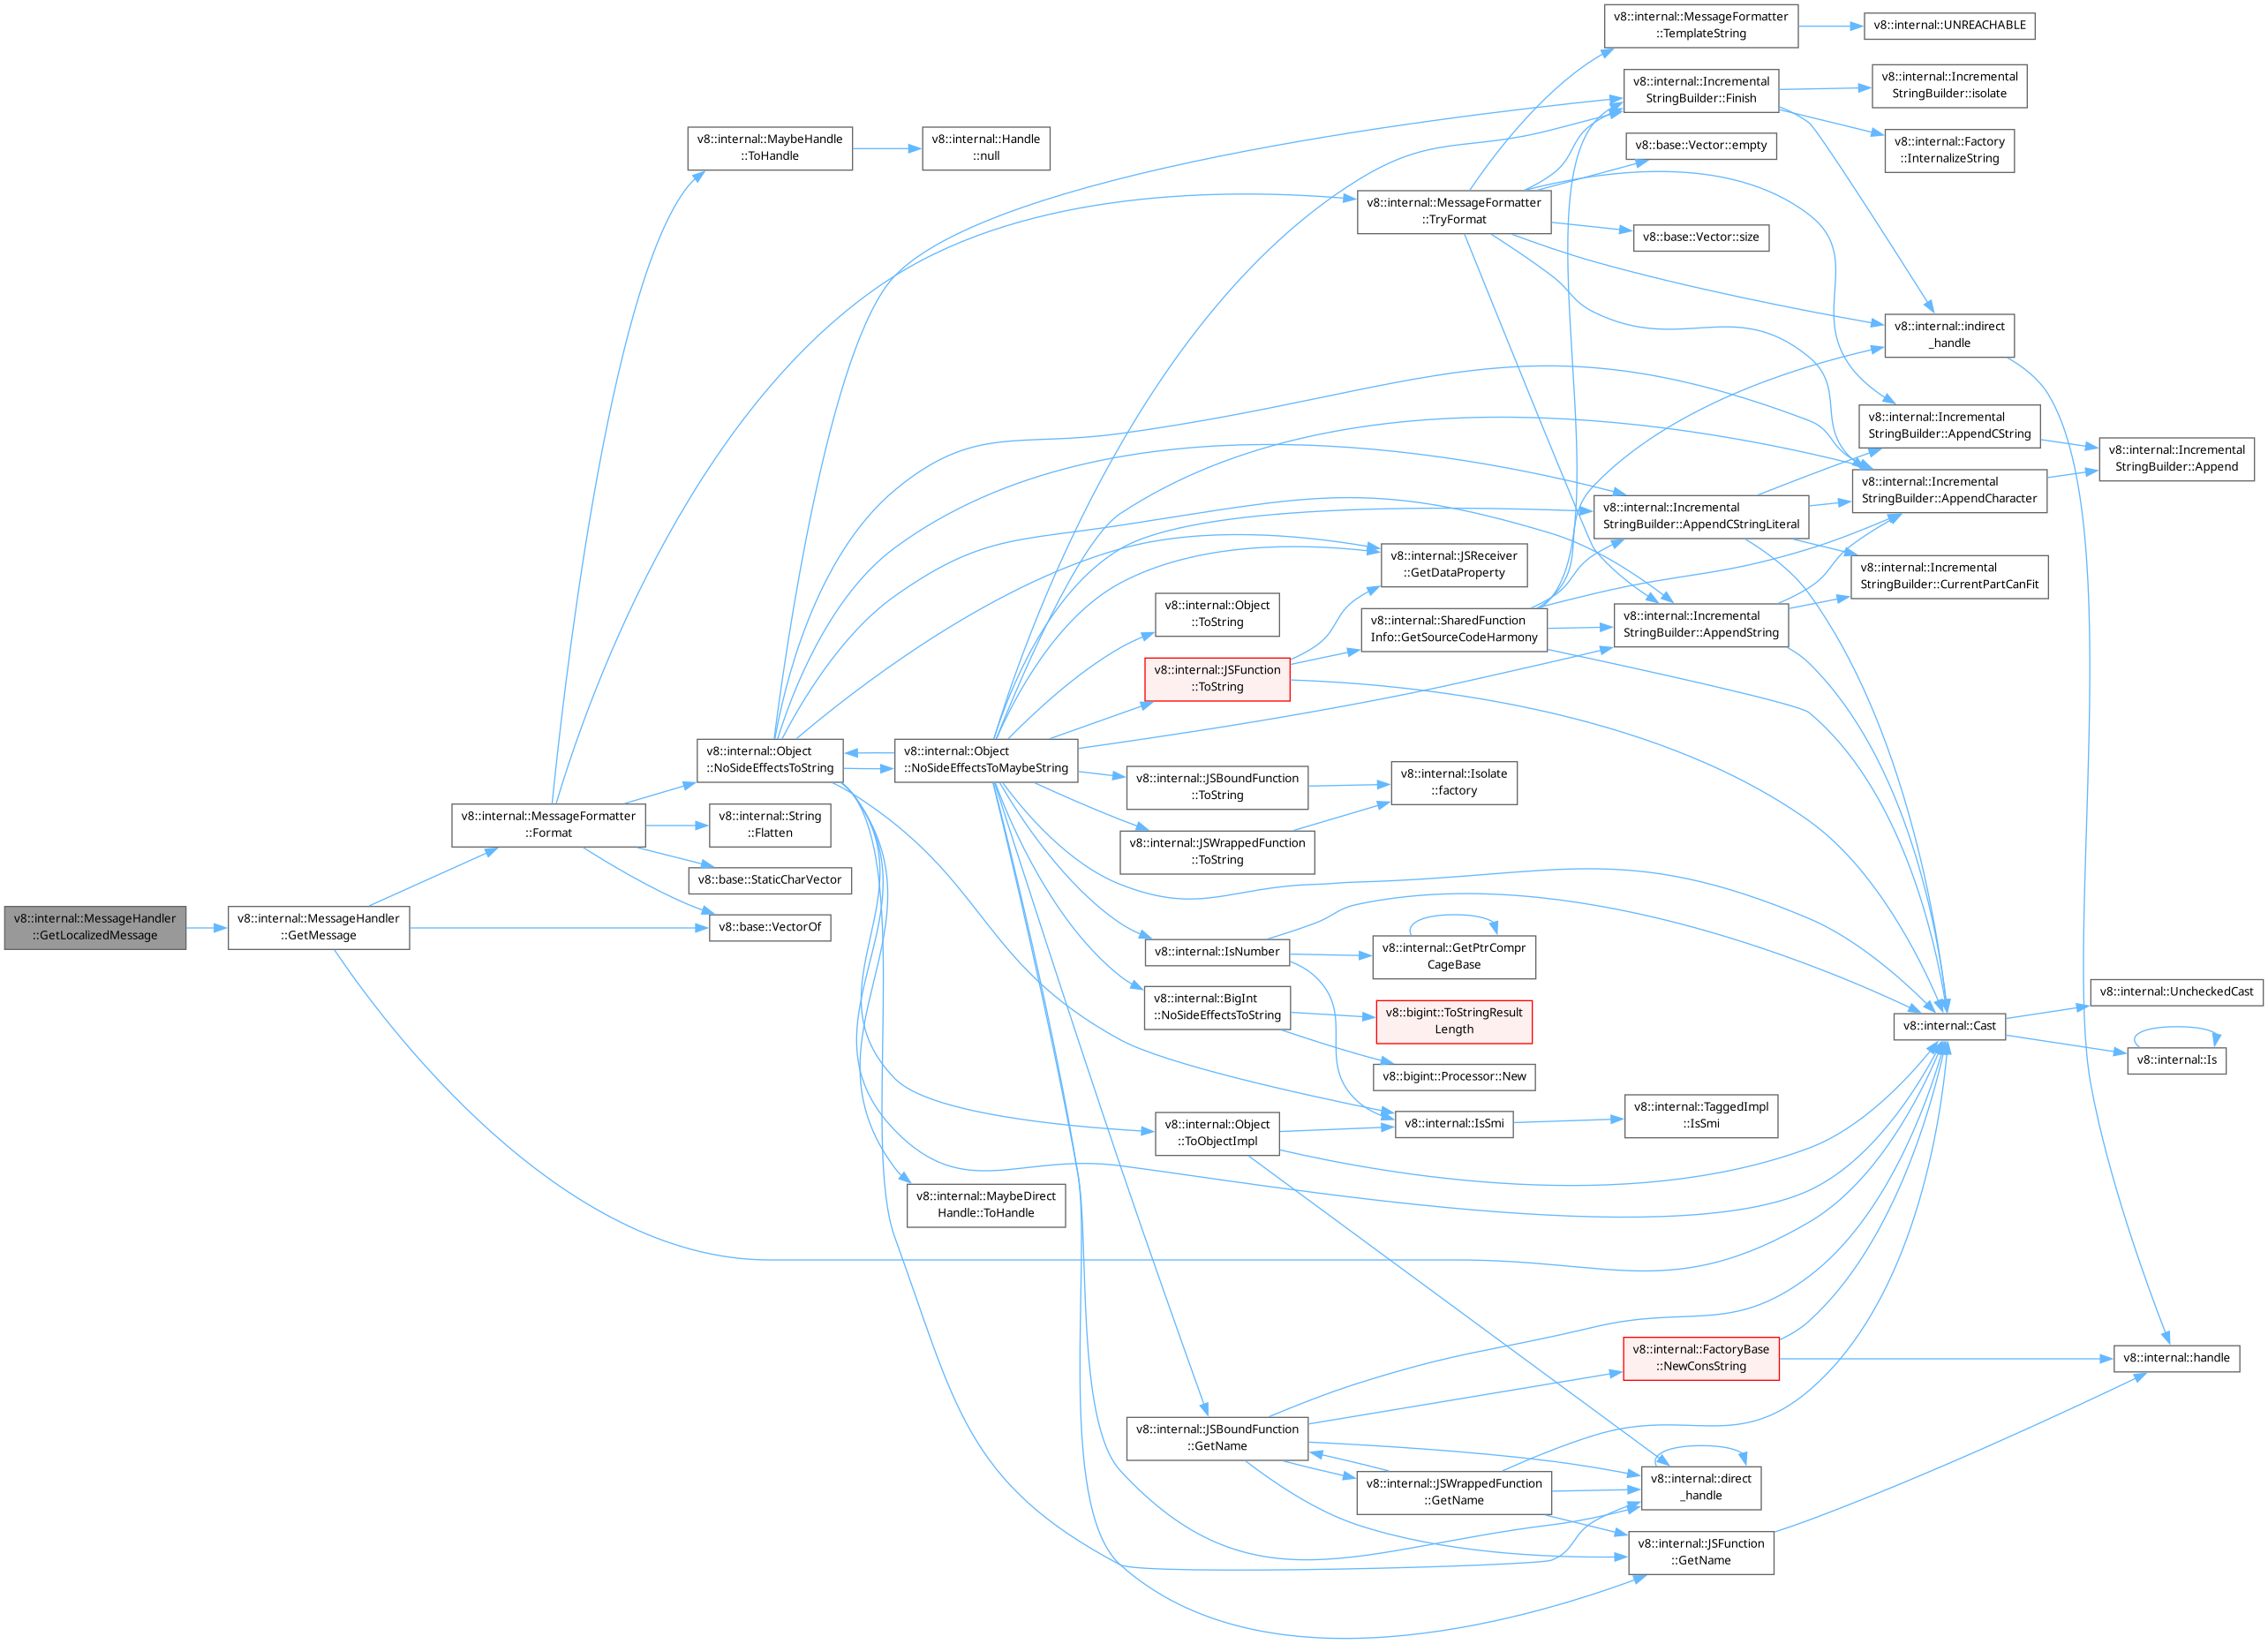 v8::internal::MessageHandler
::GetLocalizedMessage
v8::internal::MessageHandler
::GetMessage
v8::internal::MessageFormatter
::Format
v8::internal::MaybeHandle
::ToHandle
v8::internal::Handle
::null
v8::internal::Object
::NoSideEffectsToString
v8::internal::String
::Flatten
v8::base::StaticCharVector
v8::base::VectorOf
v8::internal::Object
::NoSideEffectsToMaybeString
v8::internal::MaybeDirect
Handle::ToHandle
v8::internal::Object
::ToString
v8::internal::JSFunction
::ToString
v8::internal::JSBoundFunction
::ToString
v8::internal::JSWrappedFunction
::ToString
v8::internal::IsNumber
v8::internal::BigInt
::NoSideEffectsToString
v8::internal::Object
::ToObjectImpl
v8::internal::JSBoundFunction
::GetName
v8::internal::MessageFormatter
::TryFormat
v8::internal::JSReceiver
::GetDataProperty
v8::internal::SharedFunction
Info::GetSourceCodeHarmony
v8::internal::Isolate
::factory
v8::internal::GetPtrCompr
CageBase
v8::bigint::ToStringResult
Length
v8::bigint::Processor::New
v8::internal::IsSmi
v8::internal::JSWrappedFunction
::GetName
v8::internal::MessageFormatter
::TemplateString
v8::internal::Incremental
StringBuilder::Finish
v8::base::Vector::empty
v8::base::Vector::size
v8::internal::Incremental
StringBuilder::AppendCStringLiteral
v8::internal::Incremental
StringBuilder::AppendString
v8::internal::TaggedImpl
::IsSmi
v8::internal::FactoryBase
::NewConsString
v8::internal::direct
_handle
v8::internal::JSFunction
::GetName
v8::internal::UNREACHABLE
v8::internal::Incremental
StringBuilder::isolate
v8::internal::Factory
::InternalizeString
v8::internal::indirect
_handle
v8::internal::Incremental
StringBuilder::AppendCString
v8::internal::Incremental
StringBuilder::AppendCharacter
v8::internal::Incremental
StringBuilder::CurrentPartCanFit
v8::internal::Cast
v8::internal::Incremental
StringBuilder::Append
v8::internal::UncheckedCast
v8::internal::Is
v8::internal::handle